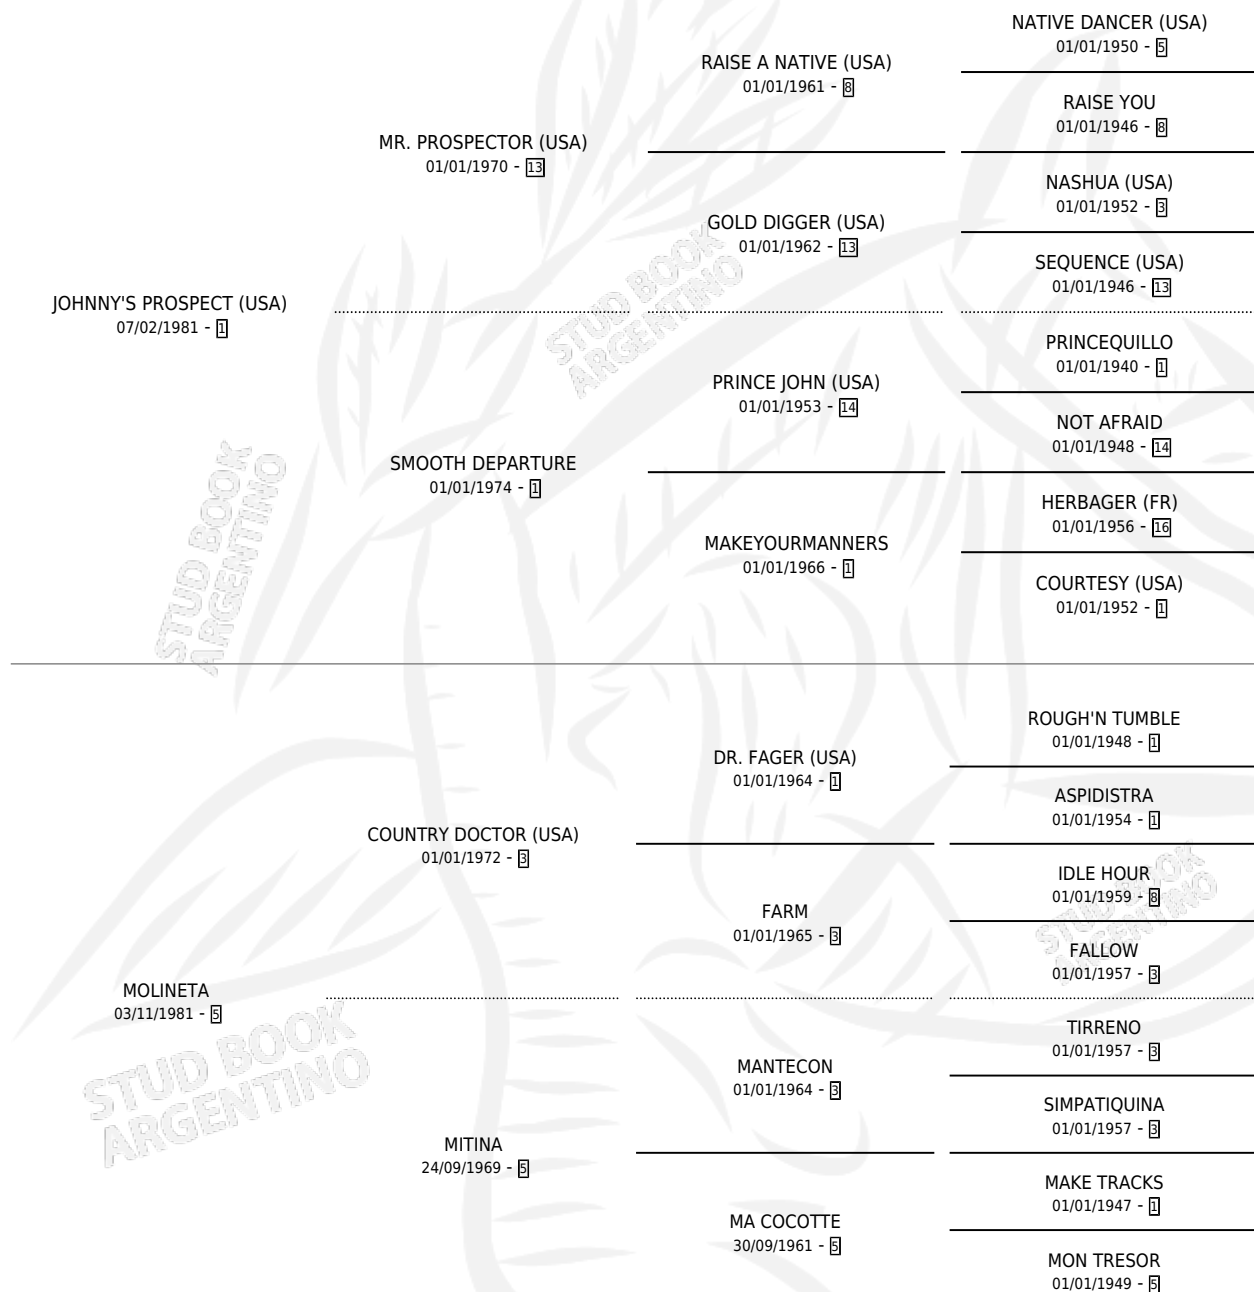 NATIVE DANCER (USA)
01/01/1950 - 5
RAISE A NATIVE (USA)
01/01/1961 - 8
RAISE YOU
01/01/1946 - 8
MR. PROSPECTOR (USA)
01/01/1970 - 13
NASHUA (USA)
01/01/1952 - 3
GOLD DIGGER (USA)
01/01/1962 - 13
SEQUENCE (USA)
01/01/1946 - 13
JOHNNY'S PROSPECT (USA)
07/02/1981 - 1
PRINCEQUILLO
01/01/1940 - 1
PRINCE JOHN (USA)
01/01/1953 - 14
NOT AFRAID
01/01/1948 - 14
SMOOTH DEPARTURE
01/01/1974 - 1
HERBAGER (FR)
01/01/1956 - 16
MAKEYOURMANNERS
01/01/1966 - 1
COURTESY (USA)
01/01/1952 - 1
ROUGH'N TUMBLE
01/01/1948 - 1
DR. FAGER (USA)
01/01/1964 - 1
ASPIDISTRA
01/01/1954 - 1
COUNTRY DOCTOR (USA)
01/01/1972 - 3
IDLE HOUR
01/01/1959 - 8
FARM
01/01/1965 - 3
FALLOW
01/01/1957 - 3
MOLINETA
03/11/1981 - 5
TIRRENO
01/01/1957 - 3
MANTECON
01/01/1964 - 3
SIMPATIQUINA
01/01/1957 - 3
MITINA
24/09/1969 - 5
MAKE TRACKS
01/01/1947 - 1
MA COCOTTE
30/09/1961 - 5
MON TRESOR
01/01/1949 - 5
STUD BOOK
ARGENTINO
STUD BOOK
ARGENTINO
STUD BOOK
ARGENTINO
STUD BOOK
ARGENTINO